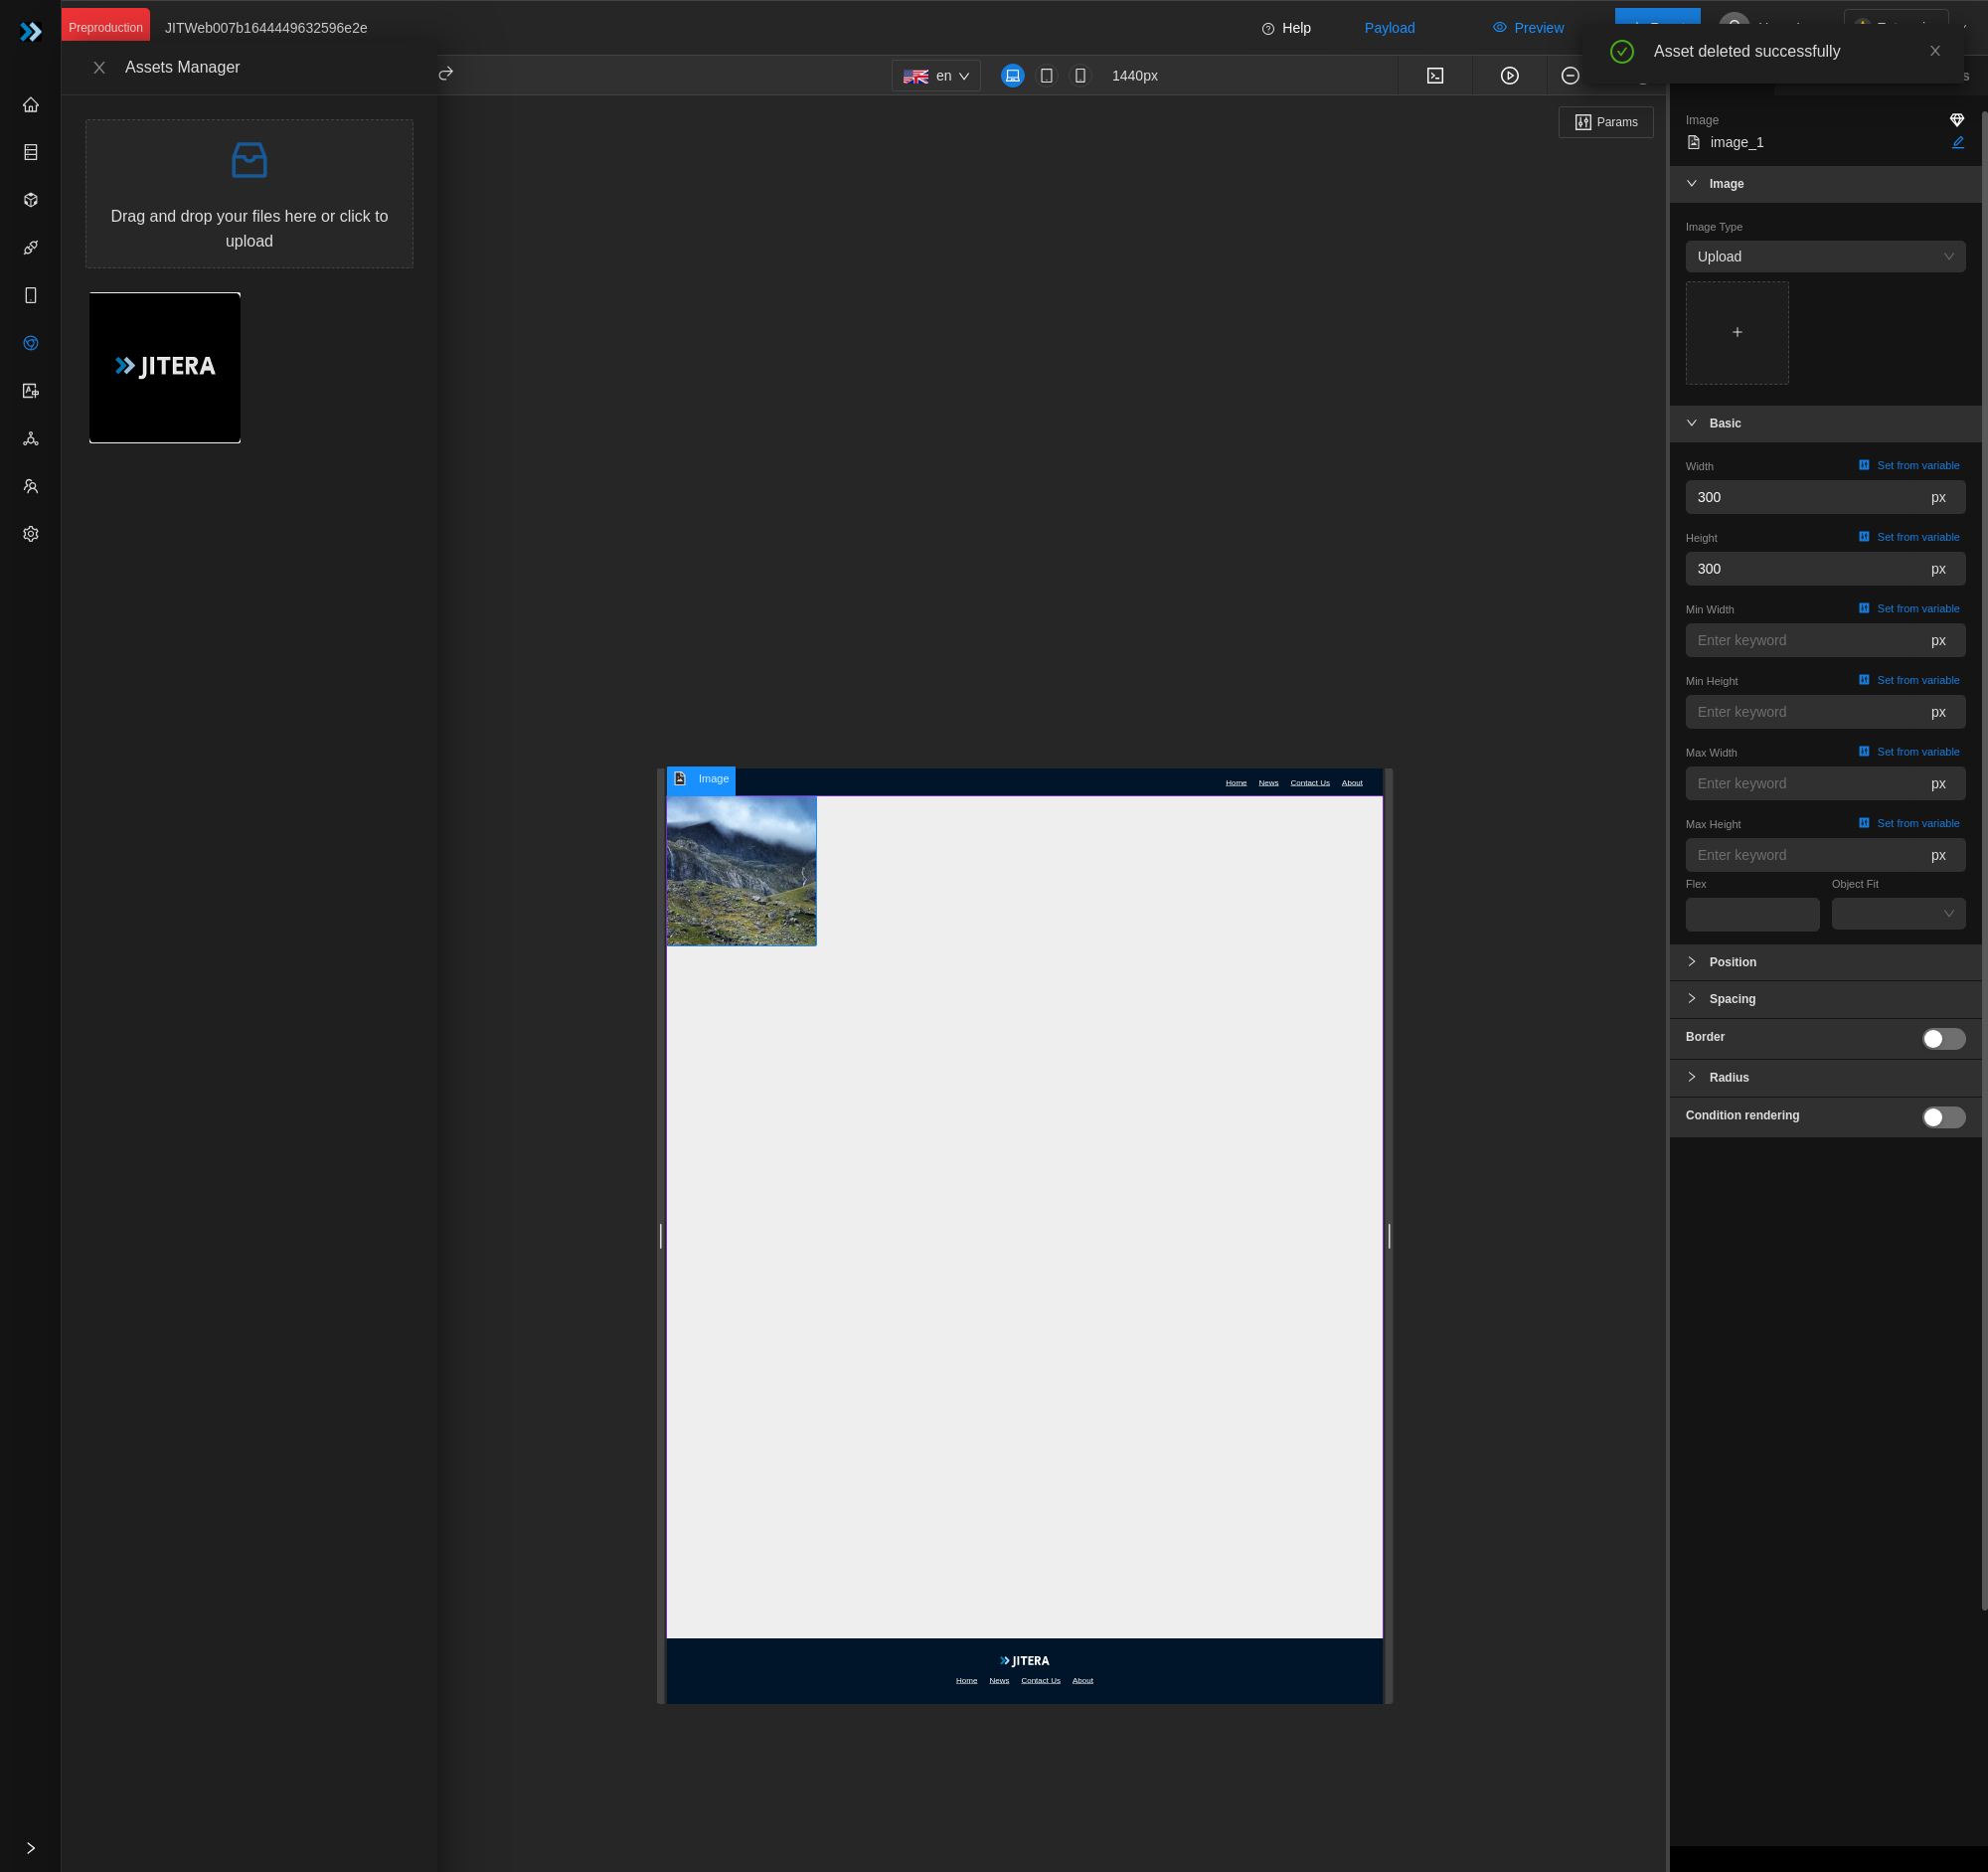 Preproduction
JITWeb007b1644449632596e2e
Help
Payload
Preview
Asset deleted successfully
Assets Manager
en
1440px
Params
Drag and drop your files here or click to
upload
JITERA
Image
image_1
Image
Image Type
Upload
Basic
Width
Set from variable
300
px
Height
Set from variable
300
px
Min Width
Set from variable
Enter keyword
px
Min Height
Set from variable
Enter keyword
px
Max Width
Set from variable
Enter keyword
px
Max Height
Set from variable
Enter keyword
px
Flex
Object Fit
Position
Spacing
Border
Radius
Condition rendering
Image
Home News Contact Us About
JITERA
Home News Contact Us About